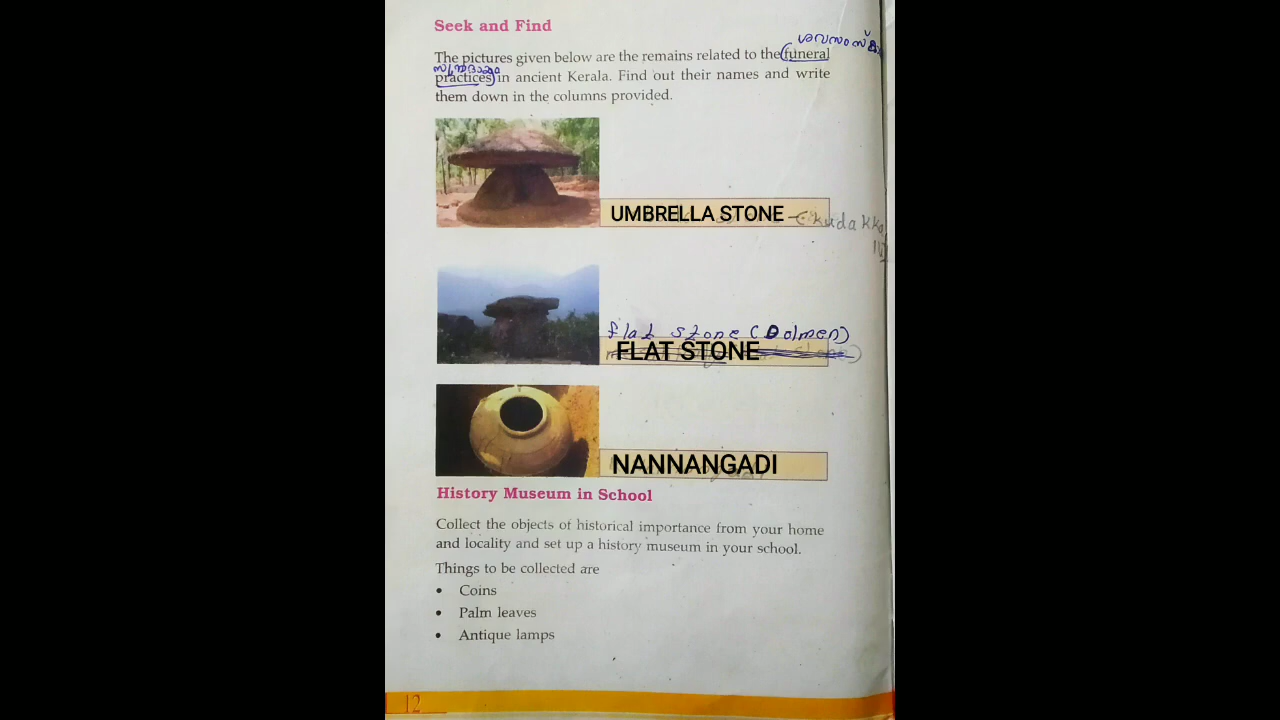 Seek and Find
ശവസംസ്കാ
The pictures given below are the remains related to the funeral
practices in ancient Kerala. Find out their names and write
them down in the columns provided.
UMBRELLA STONE (kudakka
flat stone (Dolmen)
FLAT STONE
NANNANGADI
History Museum in School
Collect the objects of historical importance from your home
and locality and set up a history museum in your school.
Things to be collected are
• Coins
• Palm leaves
• Antique lamps
12